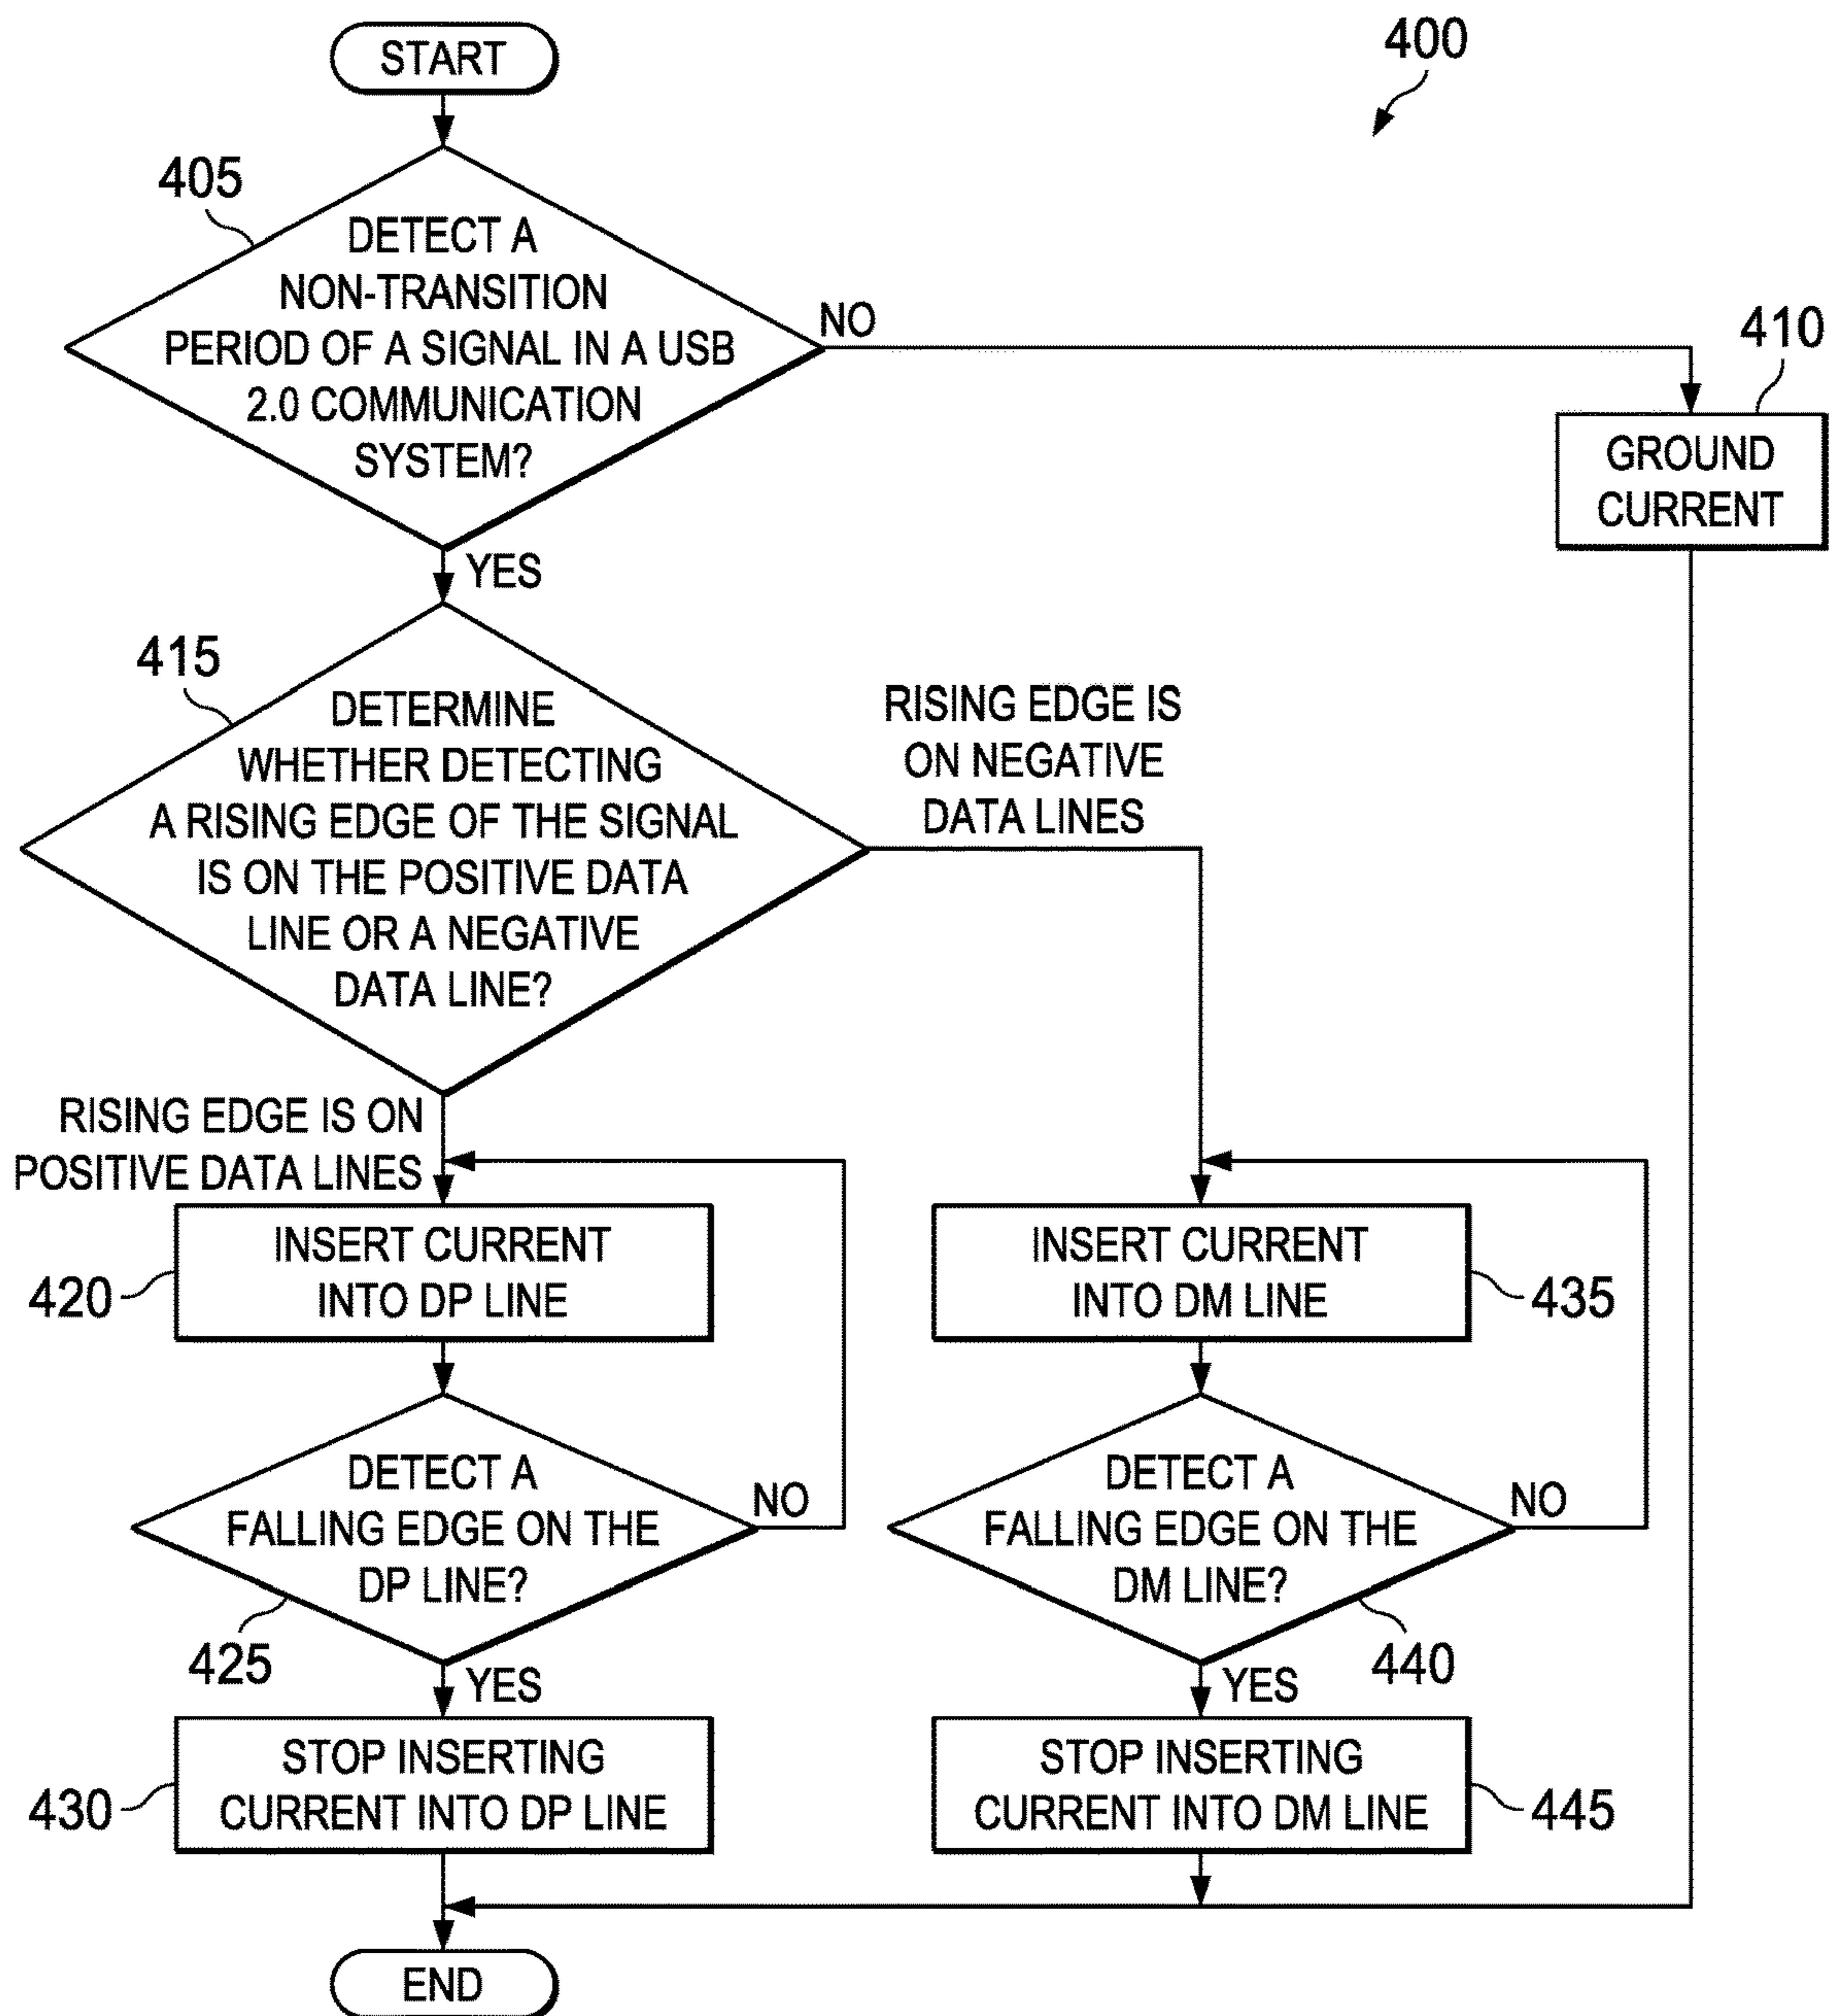 400
START
405
DETECT A
NON-TRANSITION
PERIOD OF A SIGNAL IN A USB
2.0 COMMUNICATION
SYSTEM?
NO
410
GROUND
CURRENT
YES
415
DETERMINE
WHETHER DETECTING
A RISING EDGE OF THE SIGNAL
IS ON THE POSITIVE DATA
LINE OR A NEGATIVE
DATA LINE?
RISING EDGE IS
ON NEGATIVE
DATA LINES
RISING EDGE IS ON
POSITIVE DATA LINES
INSERT CURRENT
INTO DP LINE
420
INSERT CURRENT
INTO DM LINE
435
DETECT A
FALLING EDGE ON THE
DP LINE?
NO
425
YES
DETECT A
FALLING EDGE ON THE
DM LINE?
NO
440
YES
STOP INSERTING
CURRENT INTO DP LINE
430
STOP INSERTING
CURRENT INTO DM LINE
445
END